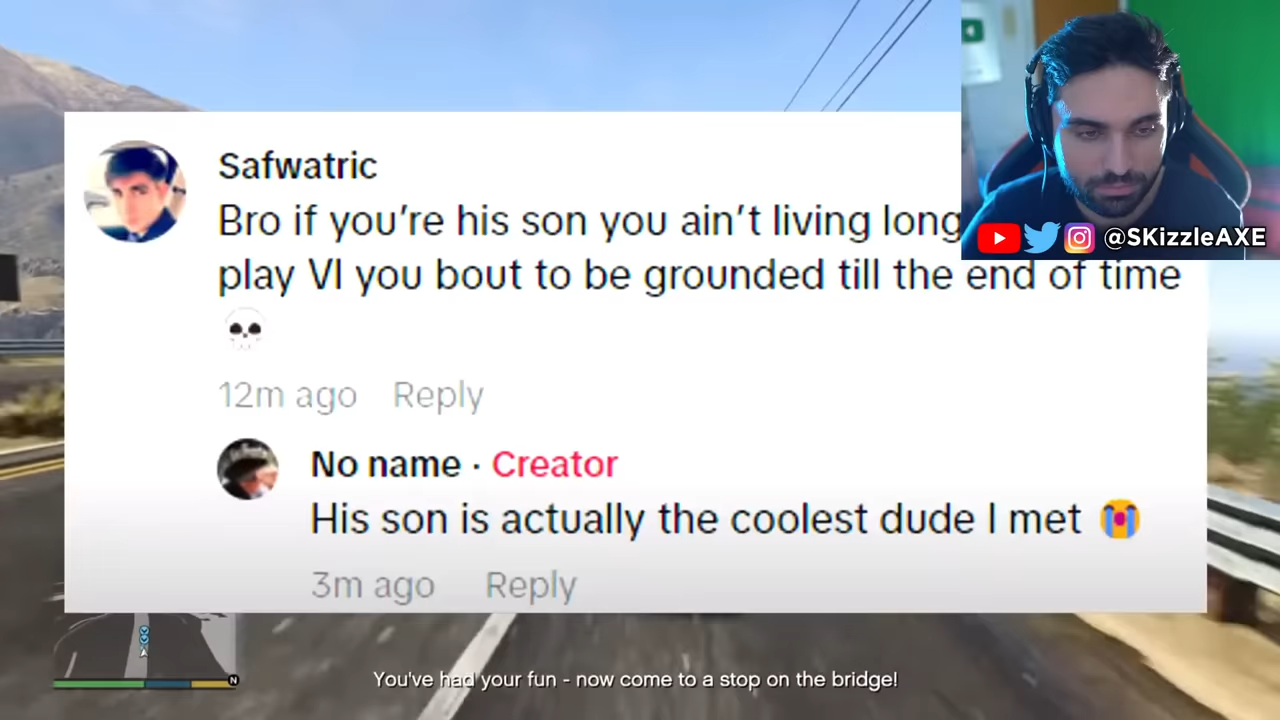 Safwatric
Bro if you're his son you ain't living long
play VI you bout to be grounded till the end of time
12m ago Reply
No name · Creator
His son is actually the coolest dude I met
3m ago Reply
@SKizzleAXE
N
You've had your fun - now come to a stop on the bridge!